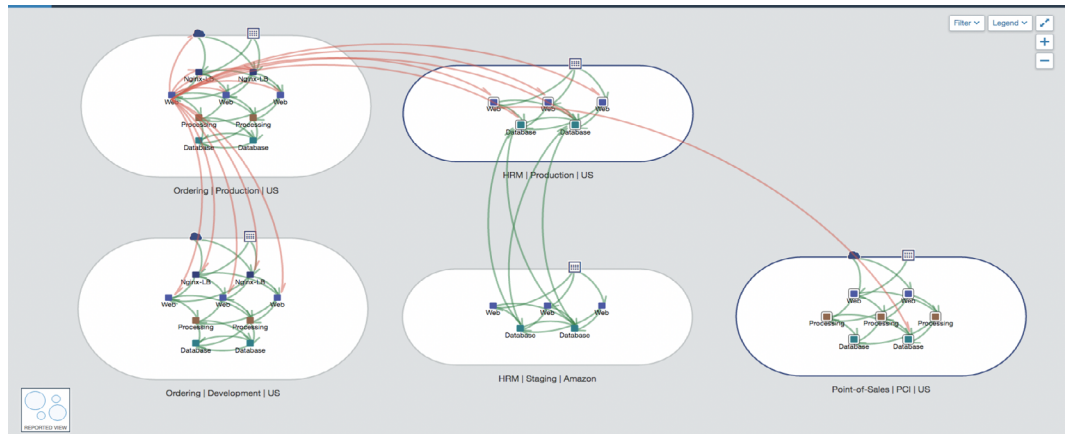 Filter
Legend
Nginx-LB
Nginx-LB
Web
Web
Web
Processing
Processing
Database
Database
Ordering | Production | US
Web
Web
Web
Database
Database
HRM | Production | US
Nginx-LB
Nginx-LB
Web
Web
Web
Processing
Processing
Database
Database
Ordering | Development | US
Web
Web
Web
Database
Database
HRM | Staging | Amazon
Web
Web
Processing
Processing
Processing
Database
Database
Point-of-Sales | PCI | US
REPORTED VIEW